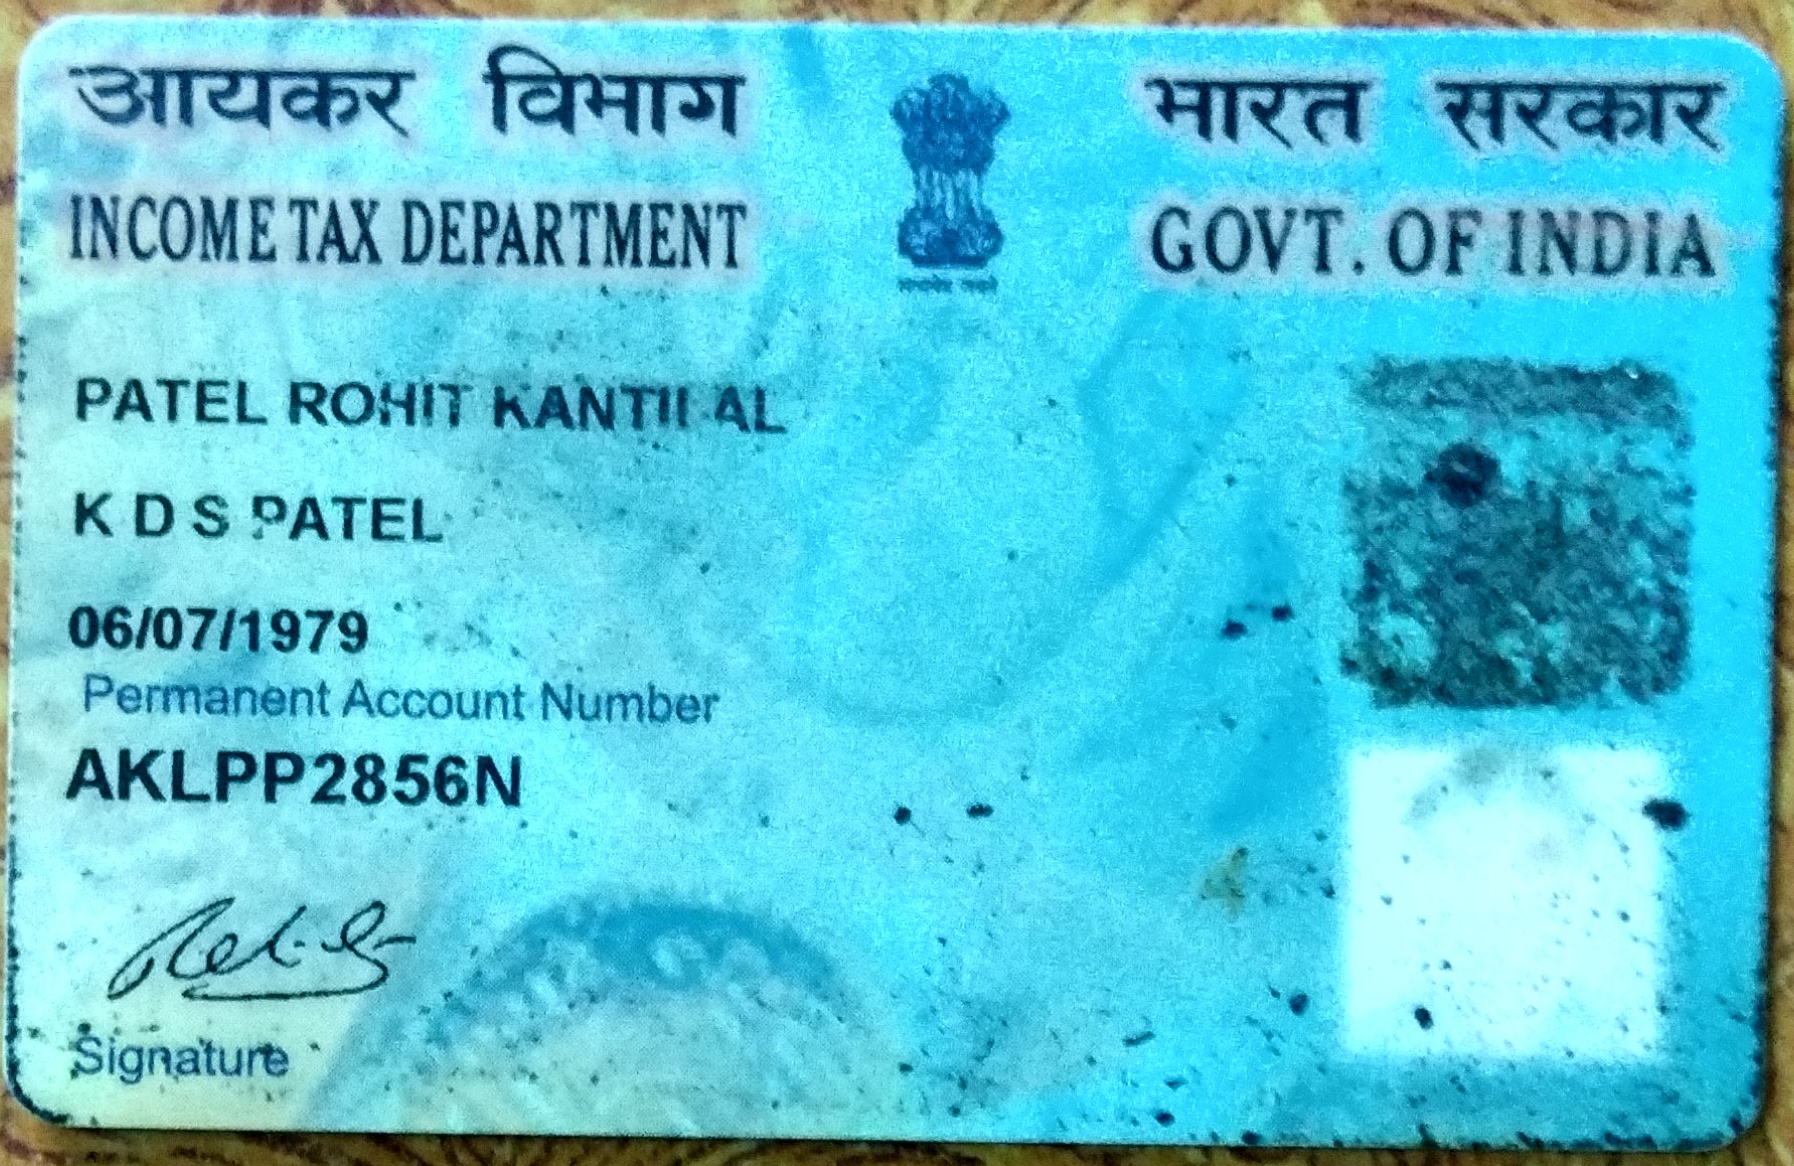 आयकर विभाग
INCOME TAX DEPARTMENT
भारत सरकार
GOVT. OF INDIA
PATEL ROHIT KANTILAL
K D S PATEL
06/07/1979
Permanent Account Number
AKLPP2856N
Signature